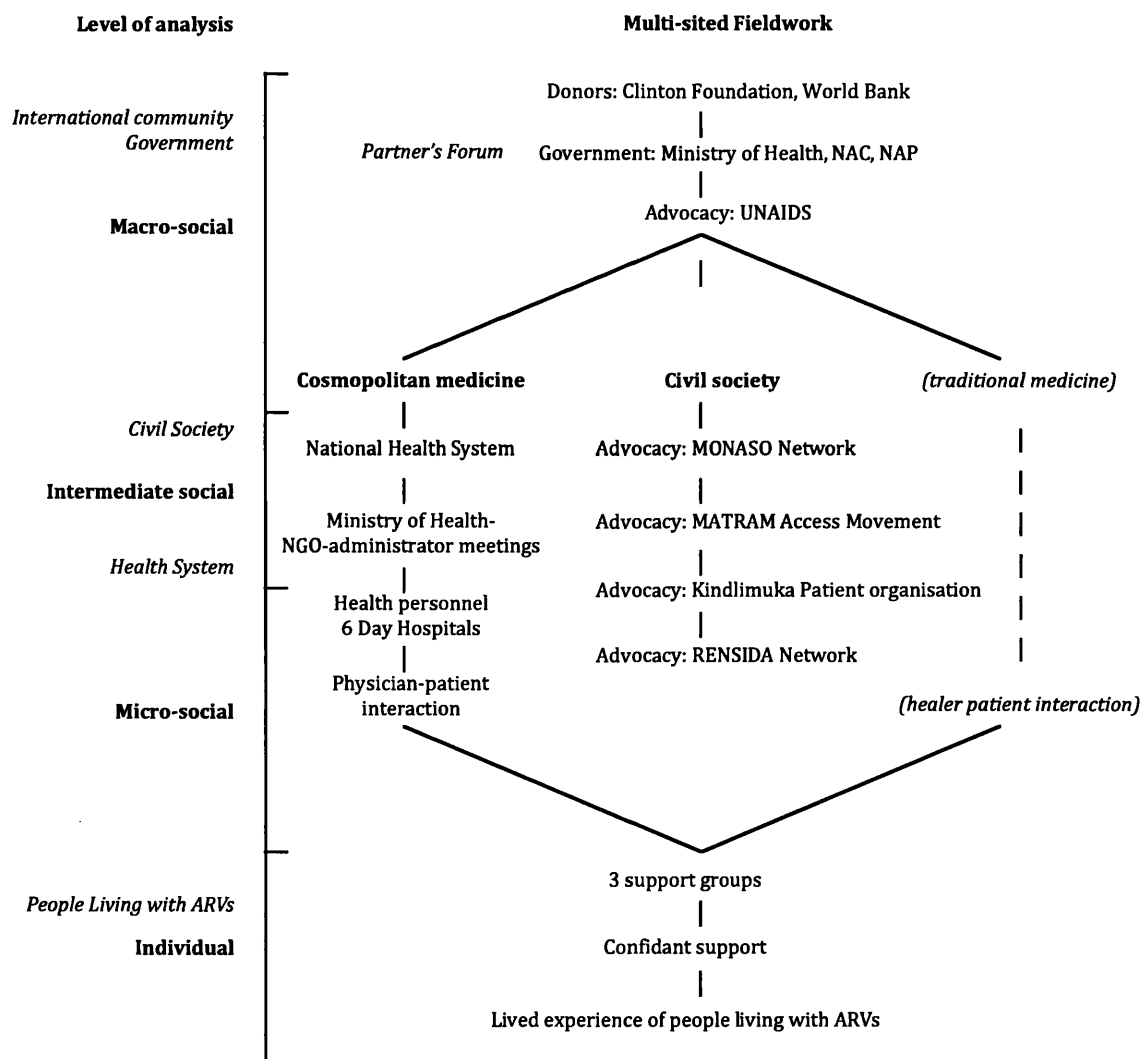 Level of analysis
Multi-sited Fieldwork
Donors: Clinton Foundation, World Bank
International community
Government
Partner's Forum
Government: Ministry of Health, NAC, NAP
Advocacy: UNAIDS
Macro-social
Cosmopolitan medicine
Civil society
(traditional medicine)
Civil Society
National Health System
Advocacy: MONASO Network
Intermediate social
Ministry of Health-
NGO-administrator meetings
Advocacy: MATRAM Access Movement
Health System
Health personnel
6 Day Hospitals
Advocacy: Kindlimuka Patient organisation
Advocacy: RENSIDA Network
Physician-patient
interaction
Micro-social
(healer patient interaction)
3 support groups
People Living with ARVs
Individual
Confidant support
Lived experience of people living with ARVs